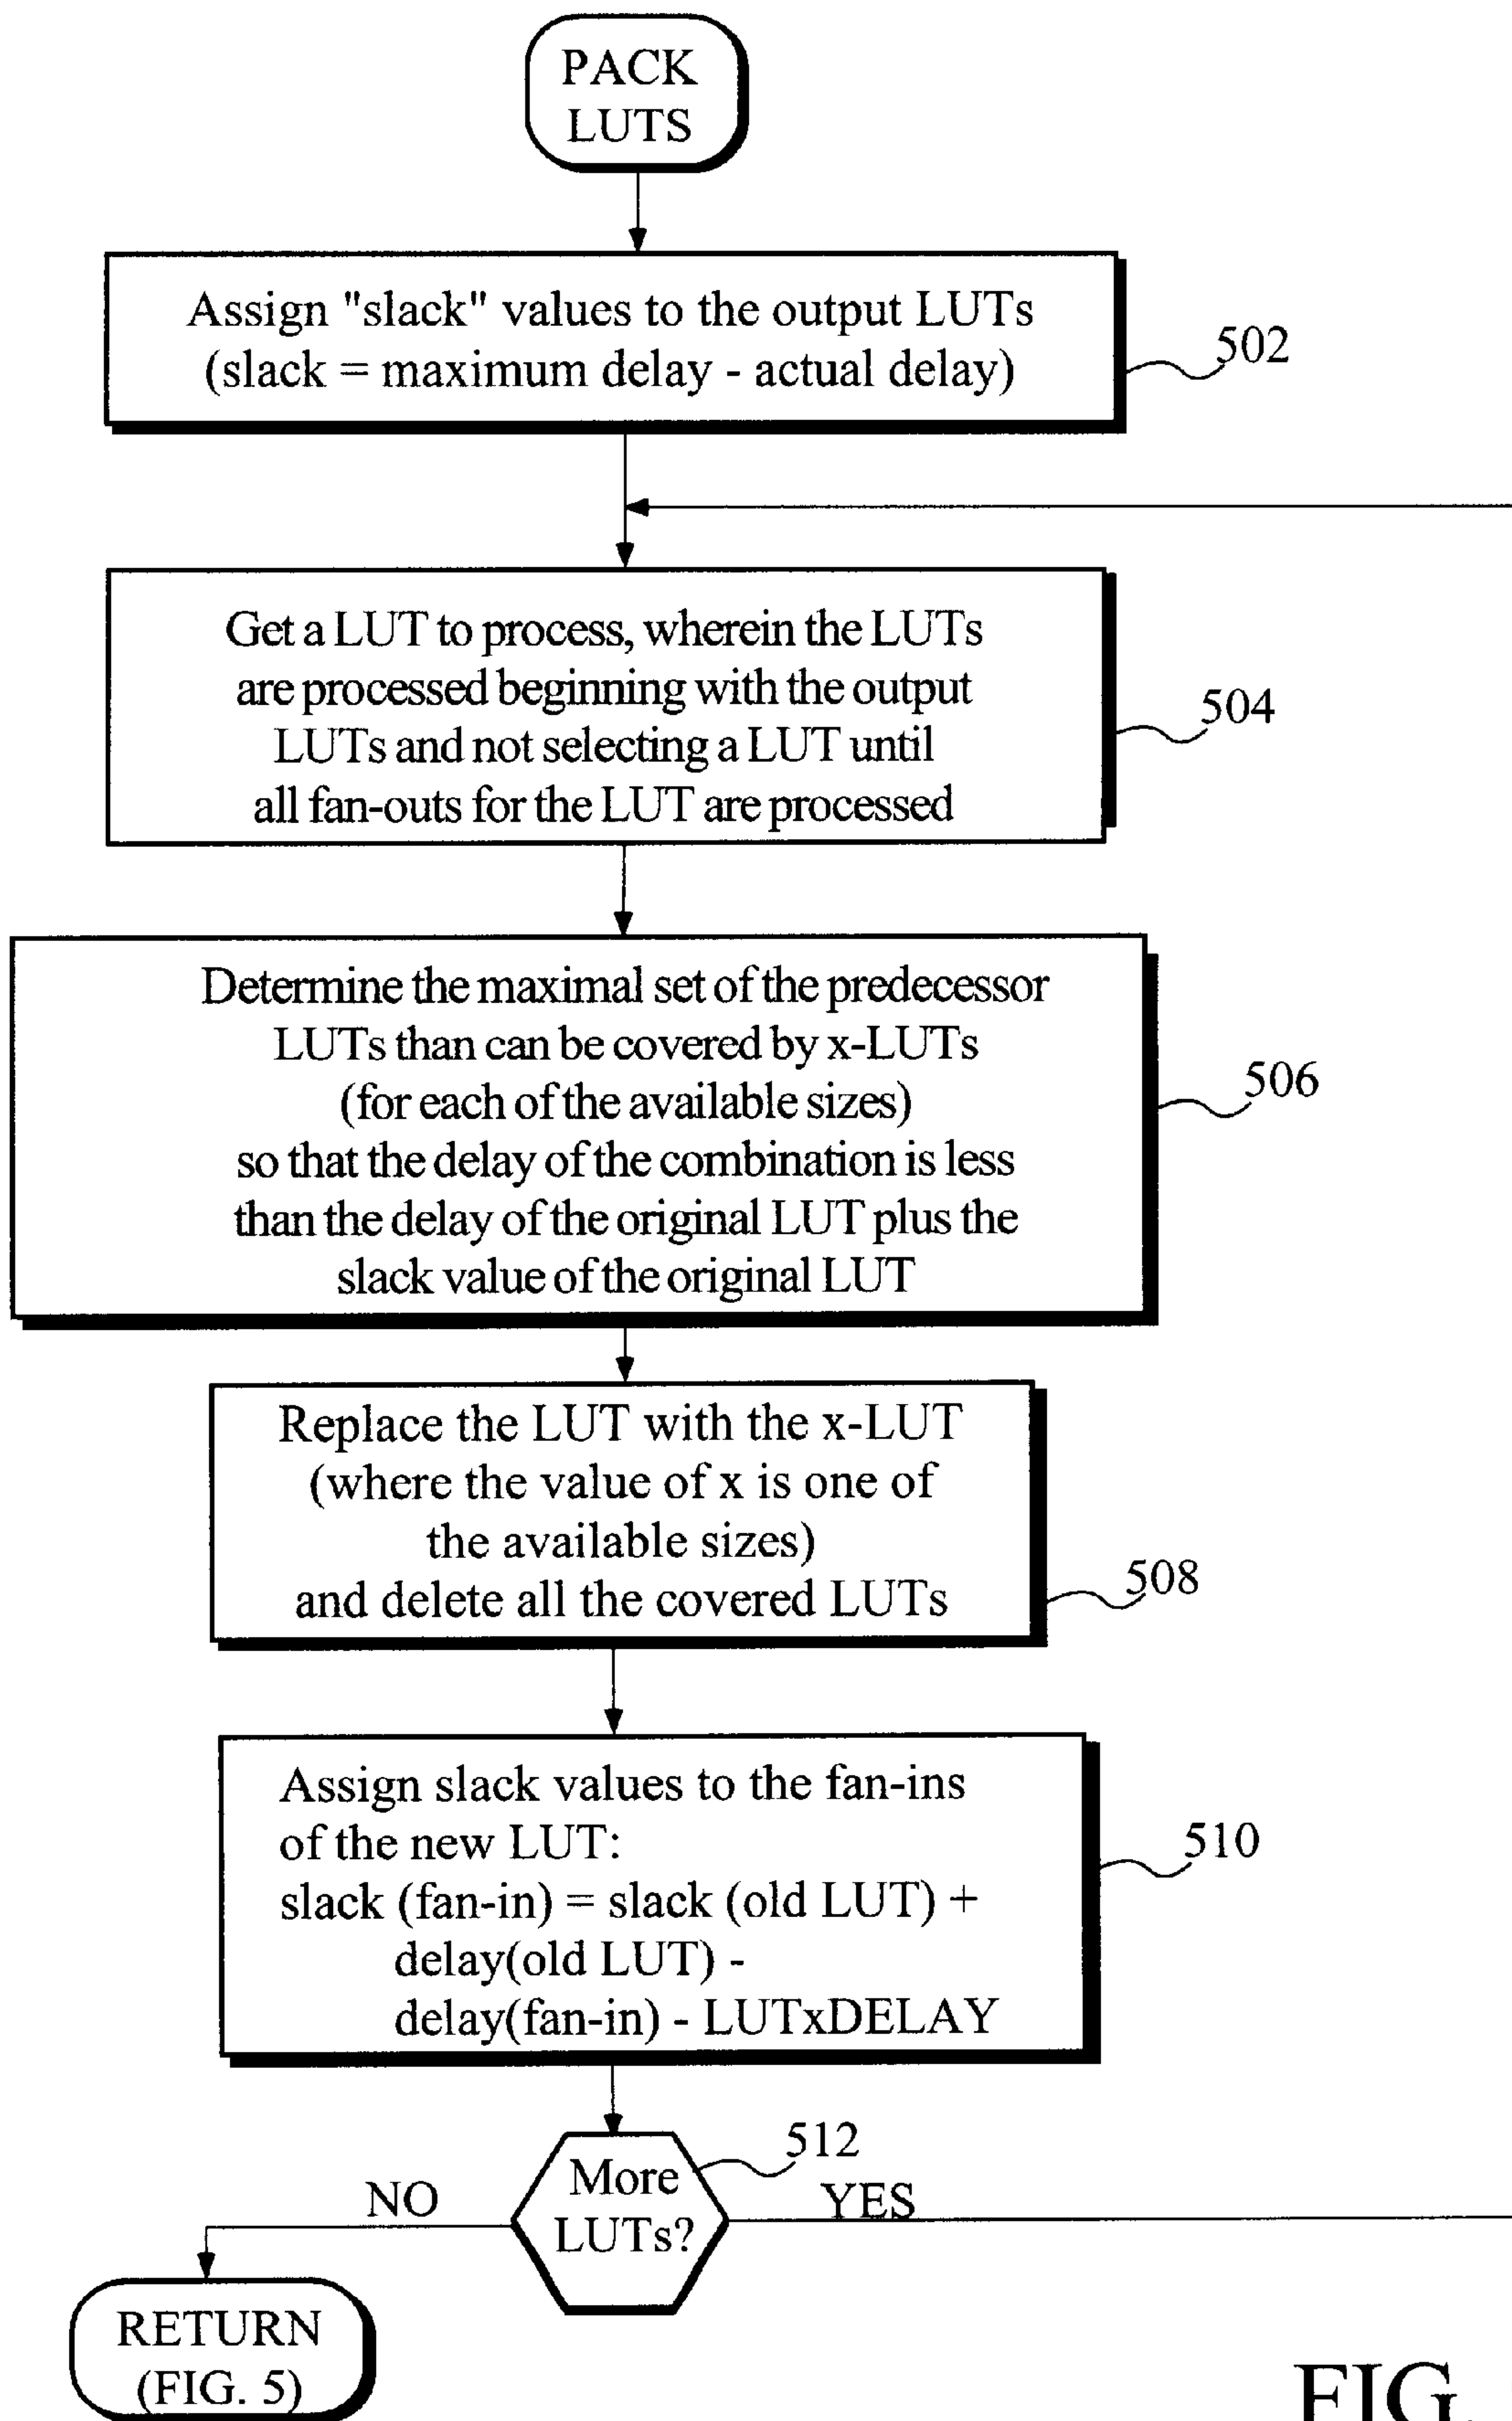 PACK
LUTS
Assign "slack" values to the output LUTs
(slack = maximum delay - actual delay)
502
Get a LUT to process, wherein the LUTs
are processed beginning with the output
LUTs and not selecting a LUT until
all fan-outs for the LUT are processed
504
Determine the maximal set of the predecessor
LUTs than can be covered by x-LUTs
(for each of the available sizes)
so that the delay of the combination is less
than the delay of the original LUT plus the
slack value of the original LUT
506
Replace the LUT with the x-LUT
(where the value of x is one of
the available sizes)
and delete all the covered LUTs
508
Assign slack values to the fan-ins
of the new LUT:
slack (fan-in) = slack (old LUT) +
delay(old LUT) -
delay(fan-in) - LUTxDELAY
510
More
LUTs?
512
NO
YES
RETURN
(FIG. 5)
FIG.